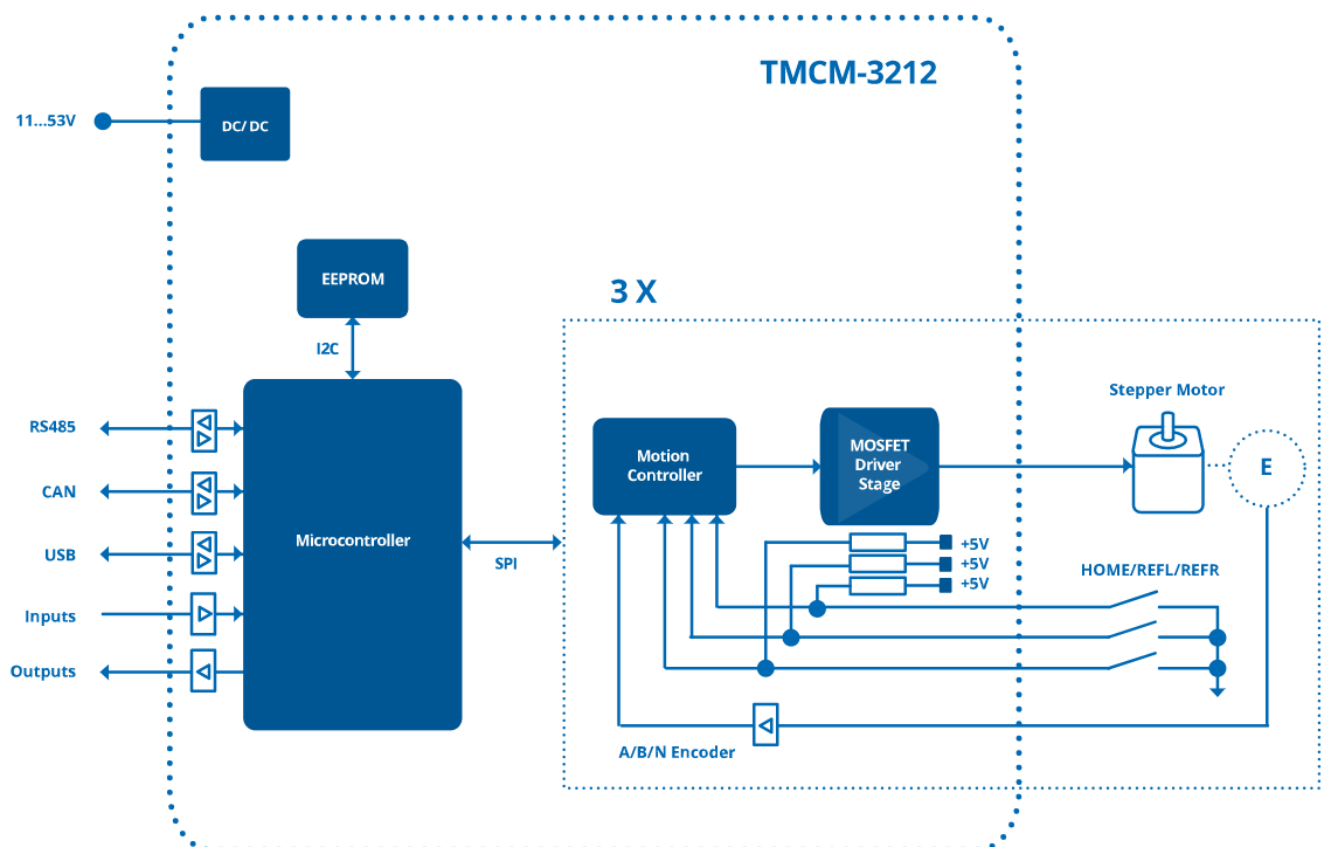 TMCM-3212
11...53V
DC/DC
EEPROM
3 X
I2C
Stepper Motor
RS485
Motion
Controller
MOSFET
Driver
Stage
E
CAN
Microcontroller
USB
SPI
+5V
+5V
+5V
HOME/REFL/REFR
Inputs
Outputs
A/B/N Encoder